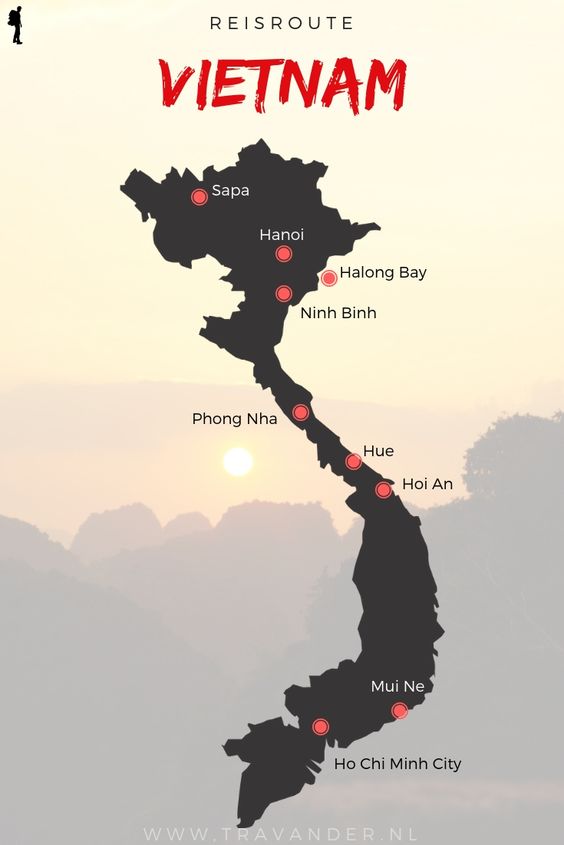 REISROUTE
VIETNAM
Sapa
Hanoi
Halong Bay
Ninh Binh
Phong Nha
Hue
Hoi An
Mui Ne
Ho Chi Minh City
WWW.TRAVANDER.NL